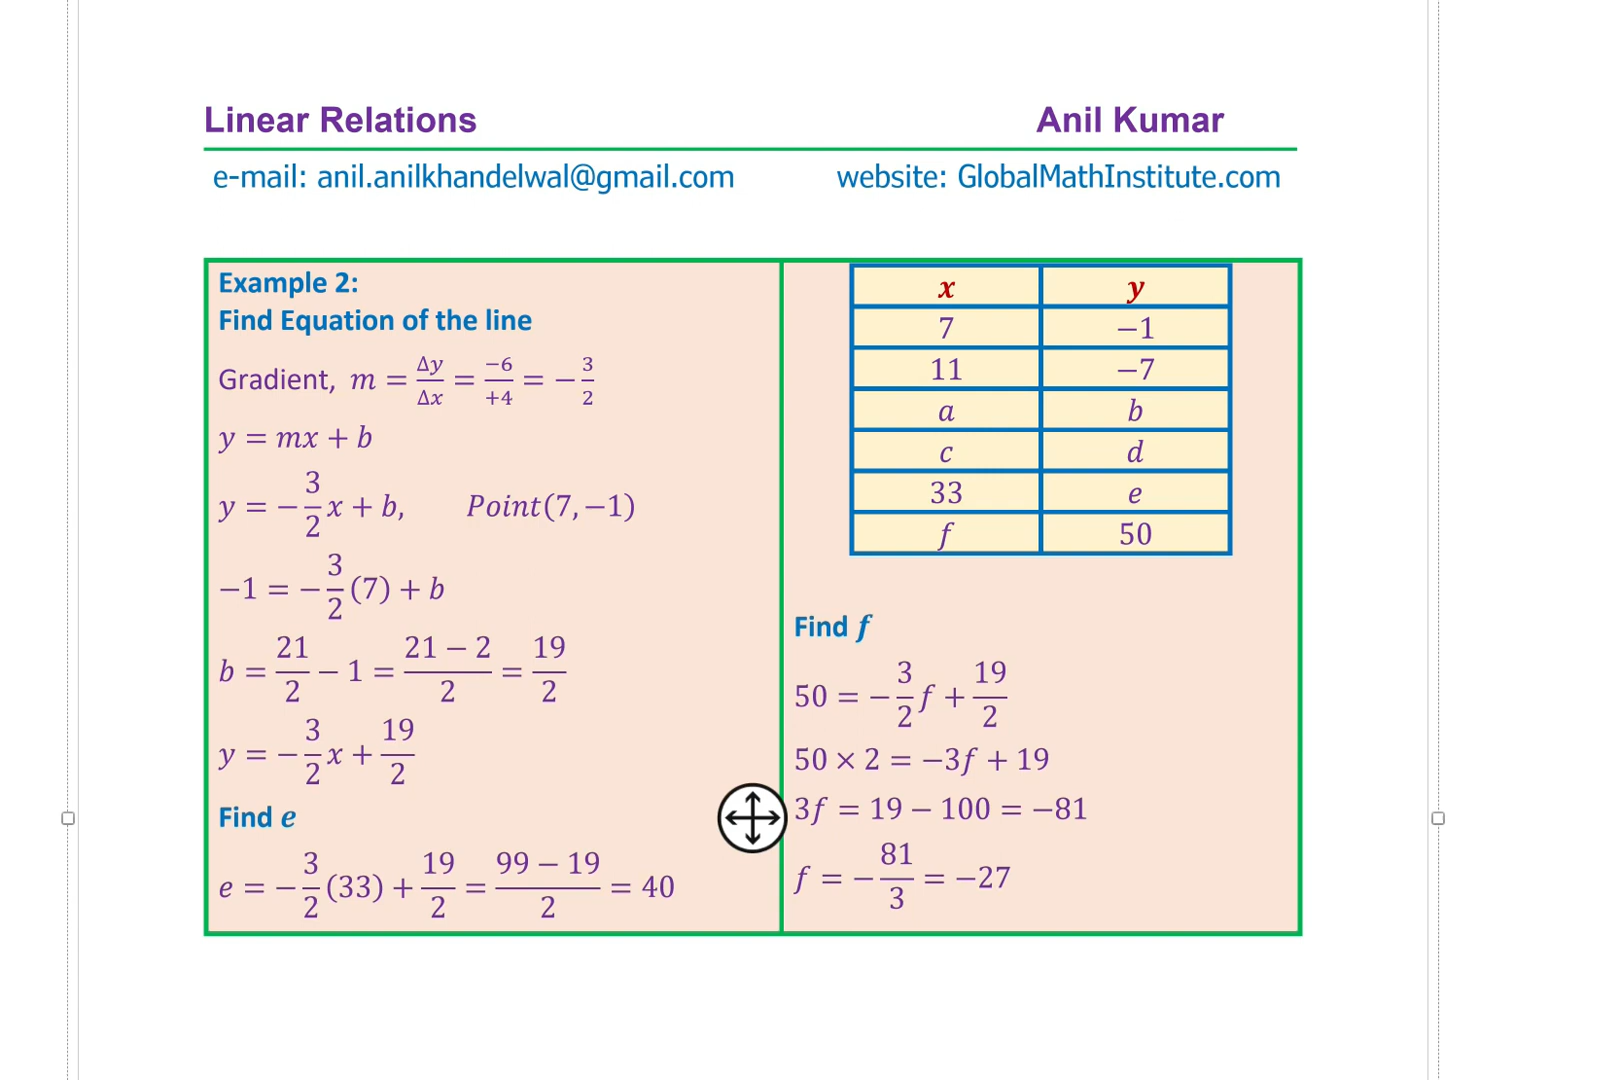 Linear Relations Anil Kumar
e-mail: anil.anilkhandelwal@gmail.com website: GlobalMathInstitute.com
Example 2:
Find Equation of the line
Gradient, m = Δy/Δx = −6/+4 = −3/2
y = mx + b
y = −3/2 x + b, Point(7, −1)
−1 = −3/2 (7) + b
b = 21/2 − 1 = (21 − 2)/2 = 19/2
y = −3/2 x + 19/2
Find e
e = −3/2 (33) + 19/2 = (99 − 19)/2 = 40
x y
7 −1
11 −7
a b
c d
33 e
f 50
Find f
50 = −3/2 f + 19/2
50 × 2 = −3f + 19
3f = 19 − 100 = −81
f = −81/3 = −27